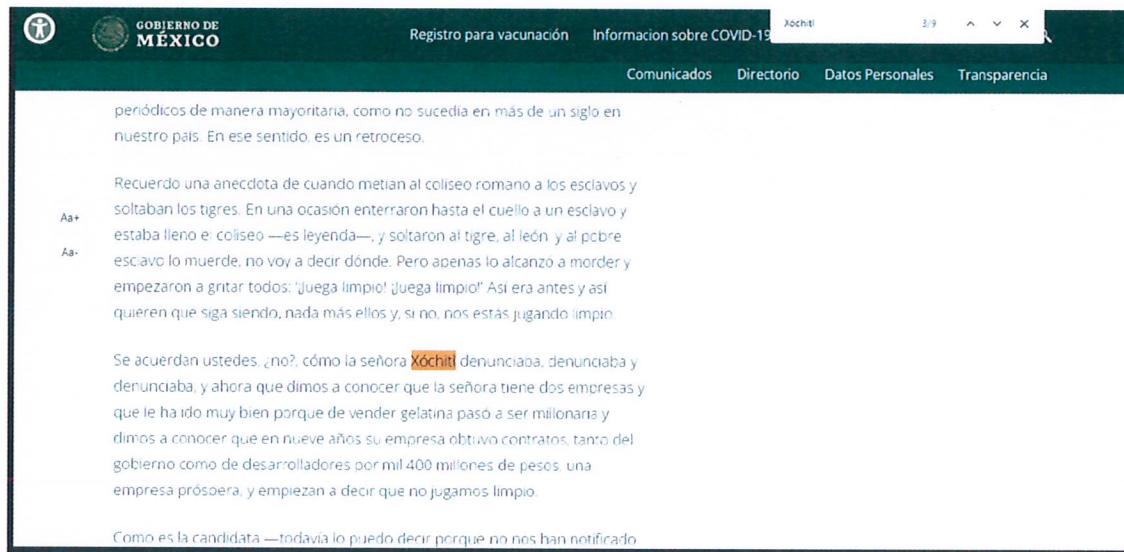 GOBIERNO DE
MÉXICO
Registro para vacunación Informacion sobre COVID-19
Xóchitl 3/9
Comunicados Directorio Datos Personales Transparencia
periódicos de manera mayoritaria, como no sucedía en más de un siglo en
nuestro país. En ese sentido, es un retroceso.
Recuerdo una anécdota de cuando metían al coliseo romano a los esclavos y
Aa+
soltaban los tigres. En una ocasión enterraron hasta el cuello a un esclavo y
estaba lleno el coliseo —es leyenda—, y soltaron al tigre, al león, y al pobre
Aa-
esclavo lo muerde, no voy a decir dónde. Pero apenas lo alcanzó a morder y
empezaron a gritar todos: '¡Juega limpio! ¡Juega limpio!' Así era antes y así
quieren que siga siendo, nada más ellos y, si no, nos estás jugando limpio.
Se acuerdan ustedes, ¿no?, cómo la señora Xóchitl denunciaba, denunciaba y
denunciaba, y ahora que dimos a conocer que la señora tiene dos empresas y
que le ha ido muy bien porque de vender gelatina pasó a ser millonaria y
dimos a conocer que en nueve años su empresa obtuvo contratos, tanto del
gobierno como de desarrolladores por mil 400 millones de pesos, una
empresa próspera, y empiezan a decir que no jugamos limpio.
Como es la candidata —todavía lo puedo decir porque no nos han notificado